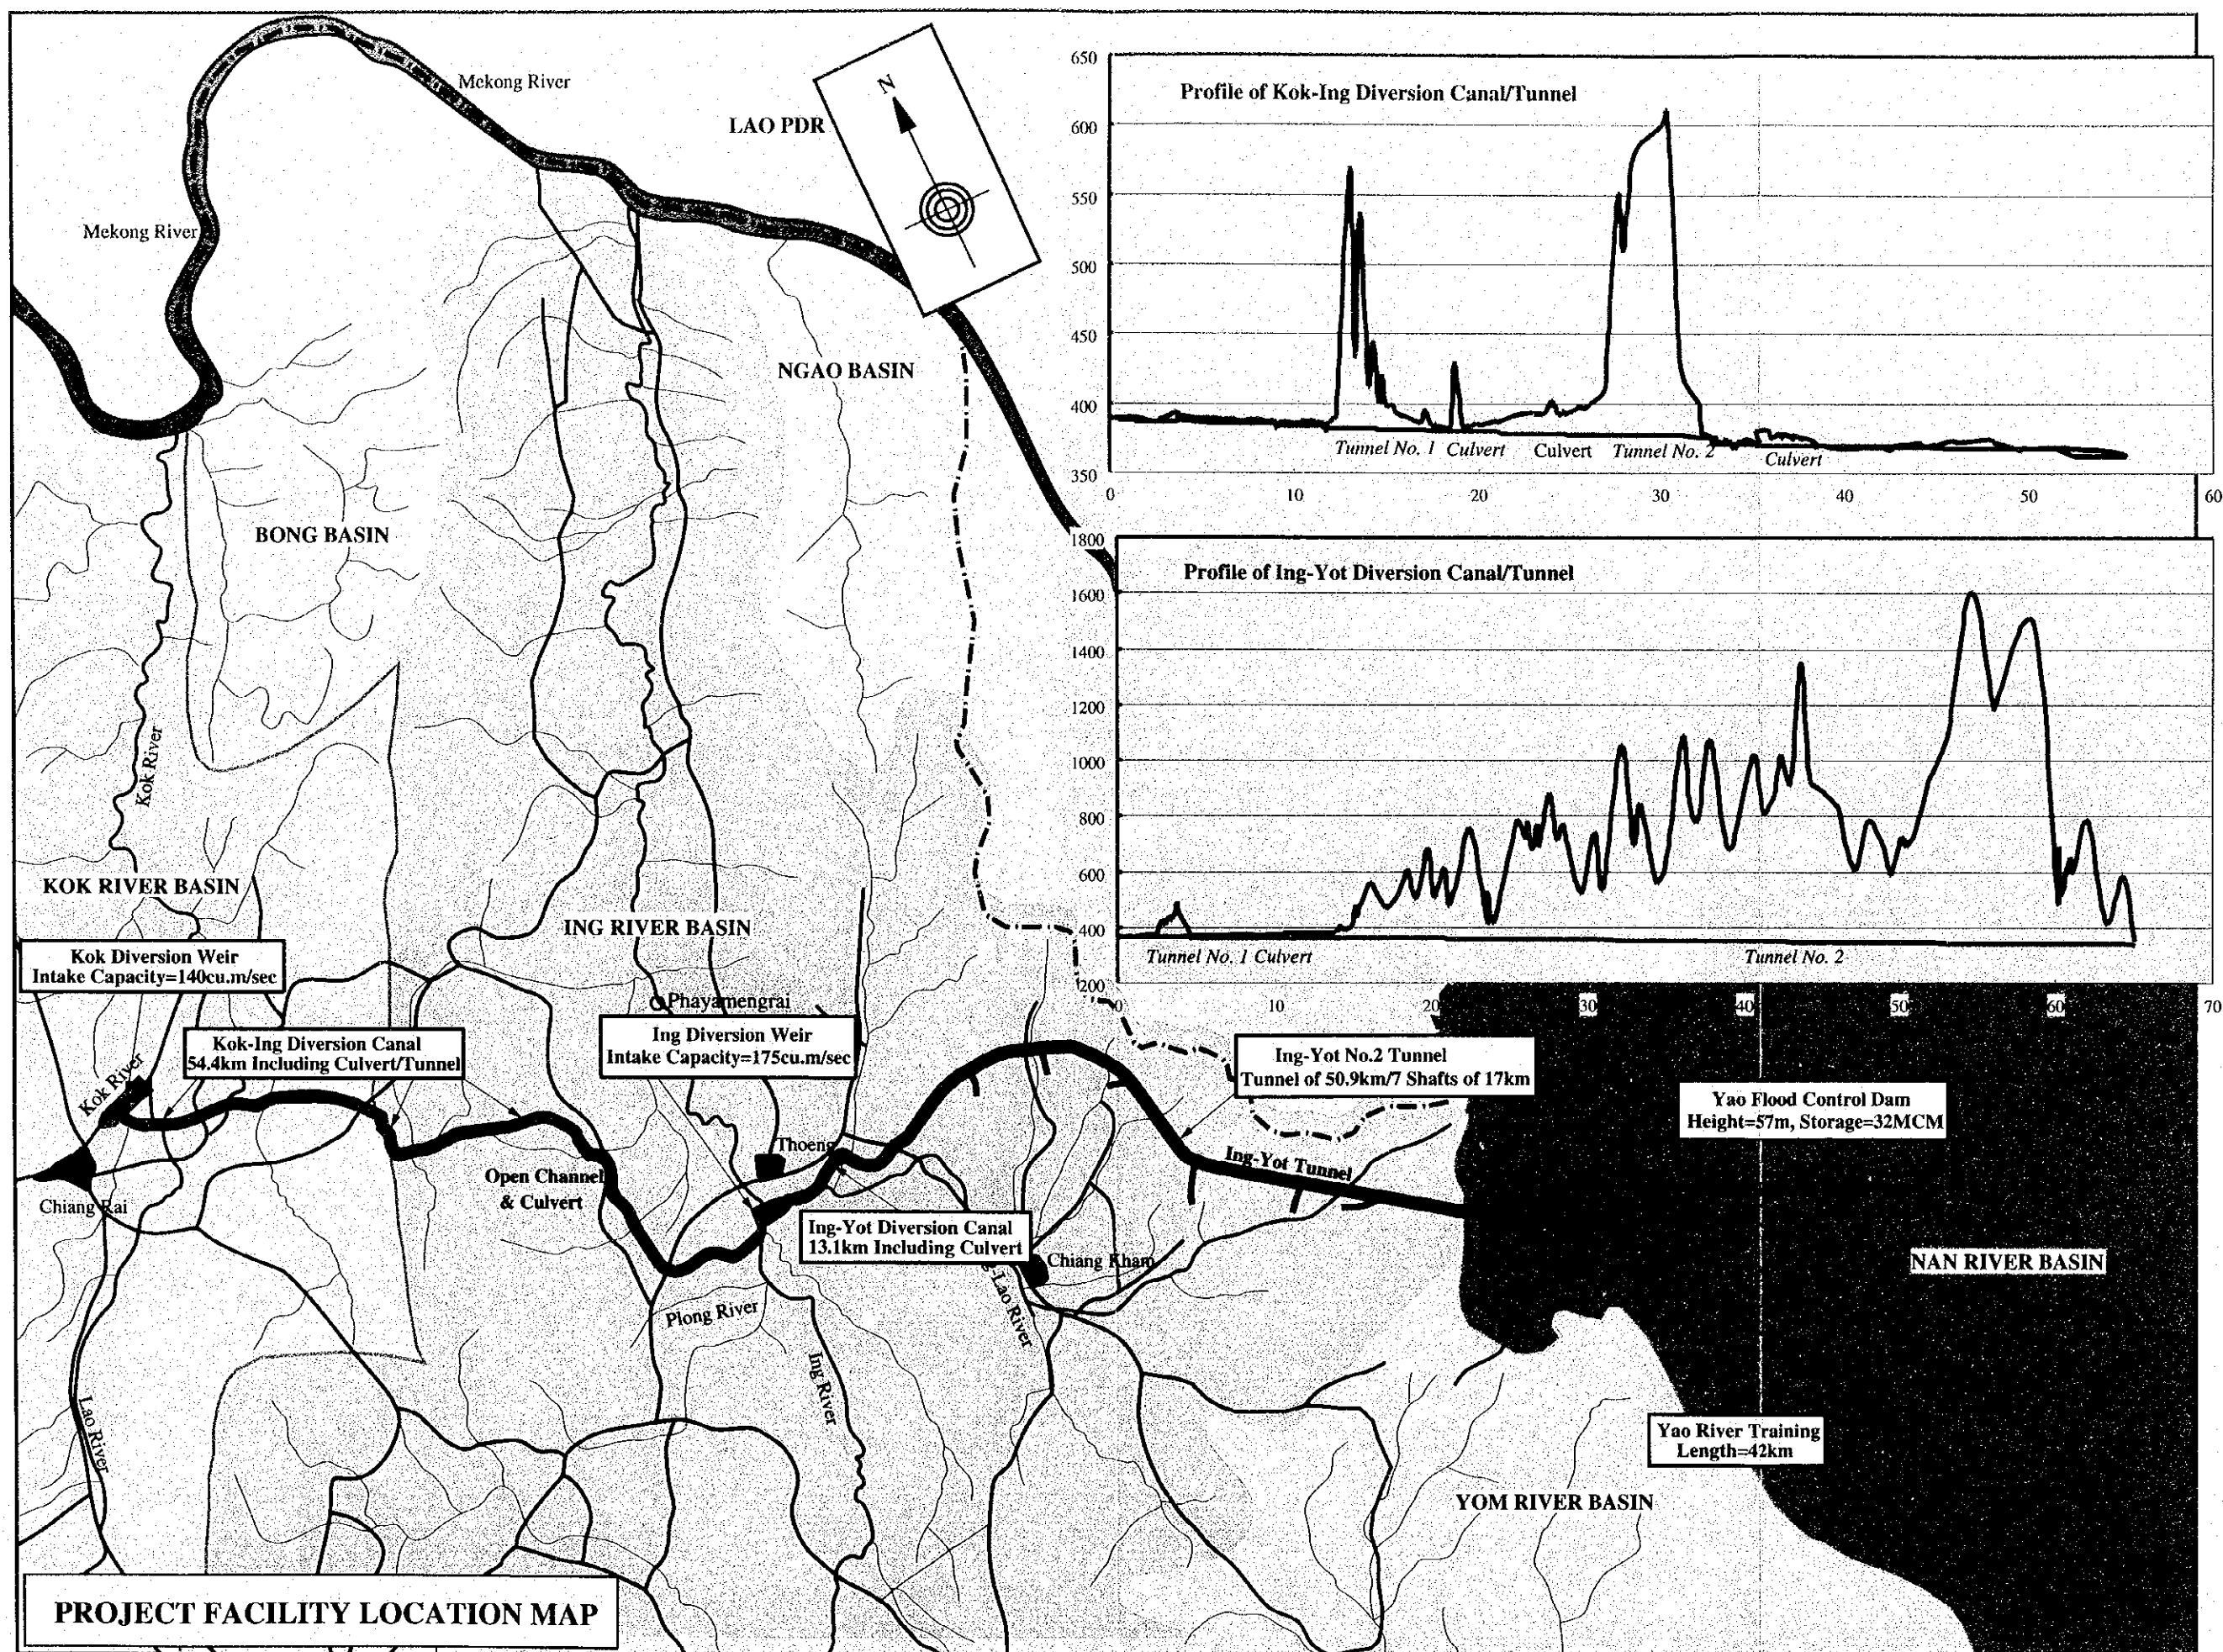 Mekong River
LAO PDR
N
Mekong River
NGAO BASIN
BONG BASIN
Kok River
KOK RIVER BASIN
ING RIVER BASIN
Kok Diversion Weir
Intake Capacity=140cu.m/sec
Phayamengrai
Kok-Ing Diversion Canal
54.4km Including Culvert/Tunnel
Ing Diversion Weir
Intake Capacity=175cu.m/sec
Ing-Yot No.2 Tunnel
Tunnel of 50.9km/7 Shafts of 17km
Yao Flood Control Dam
Height=57m, Storage=32MCM
Kok River
Thoeng
Ing-Yot Tunnel
Open Channel
& Culvert
Chiang Rai
Ing-Yot Diversion Canal
13.1km Including Culvert
Chiang Kham
NAN RIVER BASIN
Lao River
Plong River
Ing River
Lao River
Yao River Training
Length=42km
YOM RIVER BASIN
PROJECT FACILITY LOCATION MAP
Profile of Kok-Ing Diversion Canal/Tunnel
650
600
550
500
450
400
350
Tunnel No. 1 Culvert Culvert Tunnel No. 2 Culvert
0 10 20 30 40 50 60
Profile of Ing-Yot Diversion Canal/Tunnel
1800
1600
1400
1200
1000
800
600
400
200
Tunnel No. 1 Culvert Tunnel No. 2
0 10 20 30 40 50 60 70